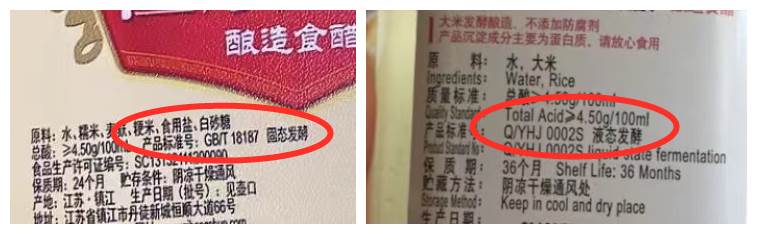 酿造食醋
原料：水、糯米、麦麸、粳米、食用盐、白砂糖
总酸：≥4.50g/100ml 产品标准号：GB/T 18187 固态发酵
食品生产许可证编号：
保质期：24个月 贮存条件：阴凉干燥通风
产地：江苏·镇江 生产日期（批号）：见壶口
地址：江苏省镇江市丹徒新城恒顺大道66号
大米发酵酿造，不添加防腐剂
产品沉淀成分主要为蛋白质，请放心食用
原 料：水，大米
Ingredients: Water, Rice
质量标准：总酸≥4.50g/100ml
Quality Standard: Total Acid≥4.50g/100ml
产品标准号：Q/YHJ 0002S 液态发酵
Product Standard No: Q/YHJ 0002S liquid state fermentation
保 质 期：36个月 Shelf Life: 36 Months
贮藏方法：阴凉干燥通风处
Storage Method: Keep in cool and dry place
生产日期：